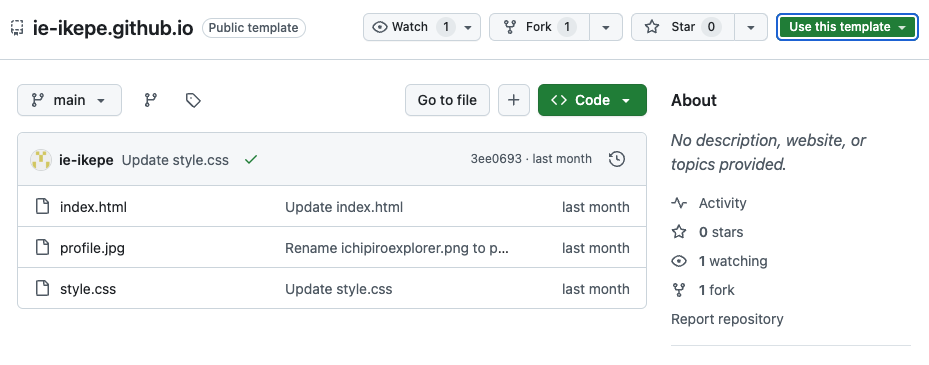 ie-ikepe.github.io Public template Watch 1 Fork 1 Star 0 Use this template
main Go to file Code
ie-ikepe Update style.css 3ee0693 · last month
index.html Update index.html last month
profile.jpg Rename ichipiroexplorer.png to p... last month
style.css Update style.css last month
About
No description, website, or
topics provided.
Activity
0 stars
1 watching
1 fork
Report repository